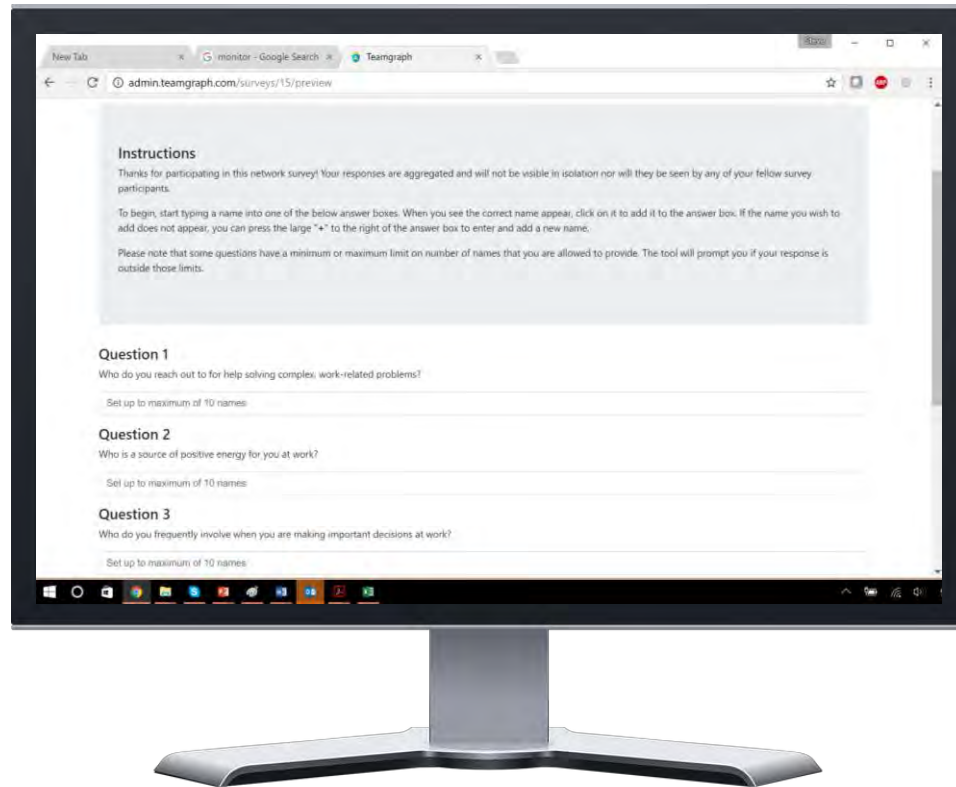 Steve
New Tab
monitor - Google Search
Teamgraph
admin.teamgraph.com/surveys/15/preview
ABP
Instructions
Thanks for participating in this network survey! Your responses are aggregated and will not be visible in isolation nor will they be seen by any of your fellow survey
participants.
To begin, start typing a name into one of the below answer boxes. When you see the correct name appear, click on it to add it to the answer box. If the name you wish to
add does not appear, you can press the large "+" to the right of the answer box to enter and add a new name.
Please note that some questions have a minimum or maximum limit on number of names that you are allowed to provide. The tool will prompt you if your response is
outside those limits.
Question 1
Who do you reach out to for help solving complex, work-related problems?
Set up to maximum of 10 names
Question 2
Who is a source of positive energy for you at work?
Set up to maximum of 10 names
Question 3
Who do you frequently involve when you are making important decisions at work?
Set up to maximum of 10 names